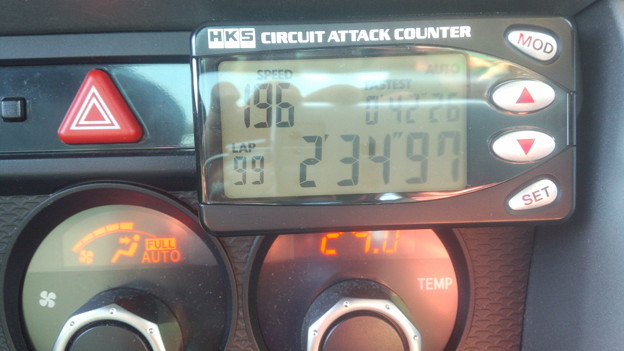 HKS CIRCUIT ATTACK COUNTER
MOD
SPEED FASTEST AUTO
196 0'42"26
LAP
99 2'34"97
SET
FULL
AUTO
27.0
TEMP